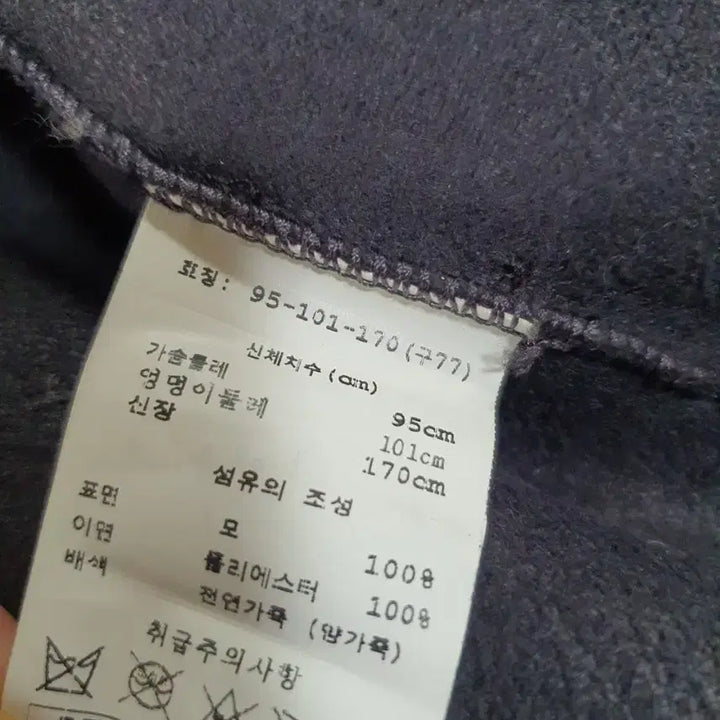 호칭: 95-101-170(구77)
신체치수(cm)
가슴둘레 95cm
엉덩이둘레 101cm
신장 170cm
섬유의 조성
표면 모 100%
이면 폴리에스터 100%
배색 천연가죽 (양가죽)
취급주의사항